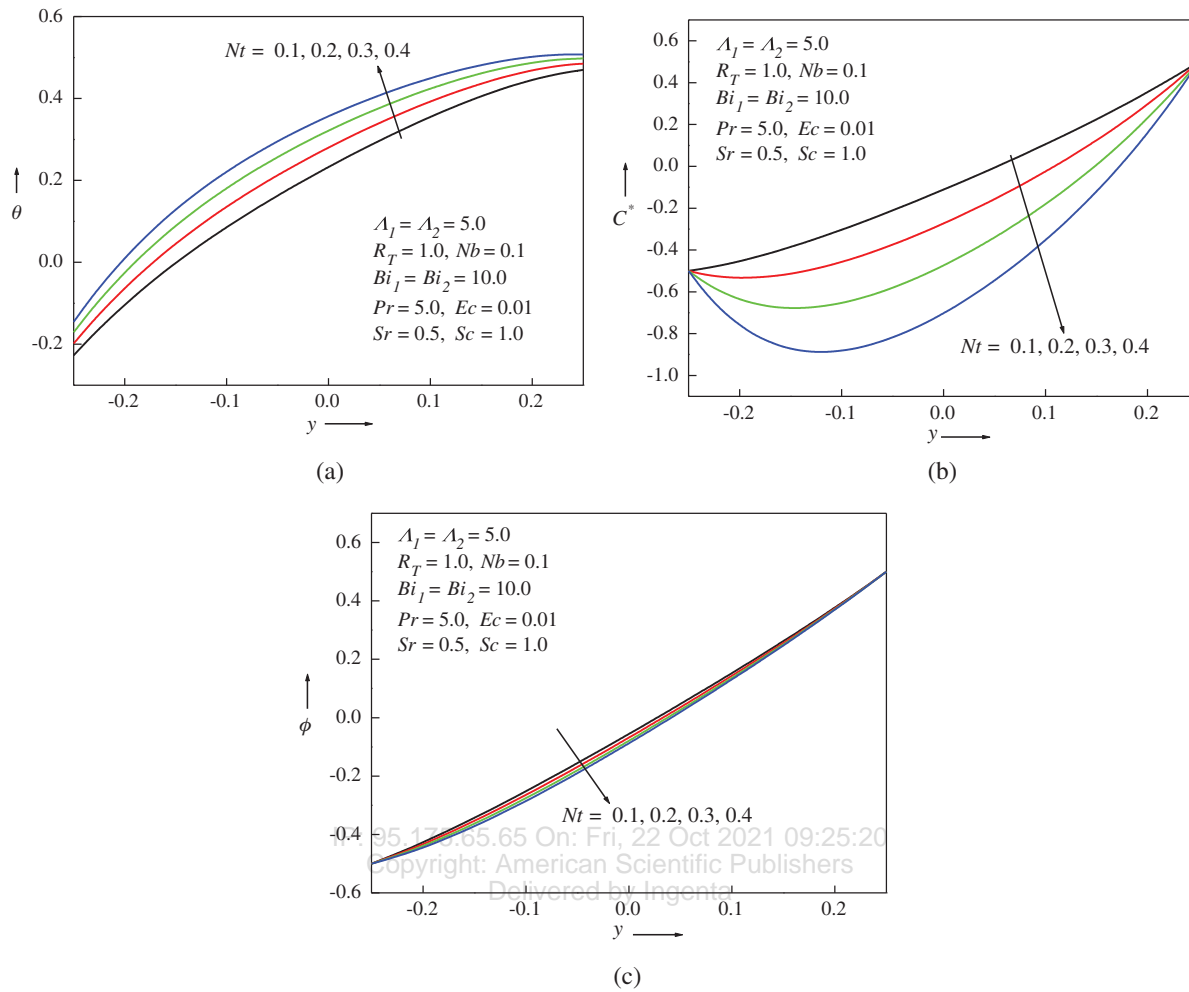 0.6
0.4
0.2
0.0
-0.2
θ
Nt = 0.1, 0.2, 0.3, 0.4
Λ1 = Λ2 = 5.0
RT = 1.0, Nb = 0.1
Bi1 = Bi2 = 10.0
Pr = 5.0, Ec = 0.01
Sr = 0.5, Sc = 1.0
-0.2 -0.1 0.0 0.1 0.2
y
(a)
0.6
0.4
0.2
0.0
-0.2
-0.4
-0.6
-0.8
-1.0
C*
Λ1 = Λ2 = 5.0
RT = 1.0, Nb = 0.1
Bi1 = Bi2 = 10.0
Pr = 5.0, Ec = 0.01
Sr = 0.5, Sc = 1.0
Nt = 0.1, 0.2, 0.3, 0.4
-0.2 -0.1 0.0 0.1 0.2
y
(b)
0.6
0.4
0.2
0.0
-0.2
-0.4
-0.6
ϕ
Λ1 = Λ2 = 5.0
RT = 1.0, Nb = 0.1
Bi1 = Bi2 = 10.0
Pr = 5.0, Ec = 0.01
Sr = 0.5, Sc = 1.0
Nt = 0.1, 0.2, 0.3, 0.4
On: Fri, 22 Oct 2021 09:25:20
Copyright: American Scientific Publishers
Delivered by Ingenta
-0.2 -0.1 0.0 0.1 0.2
y
(c)